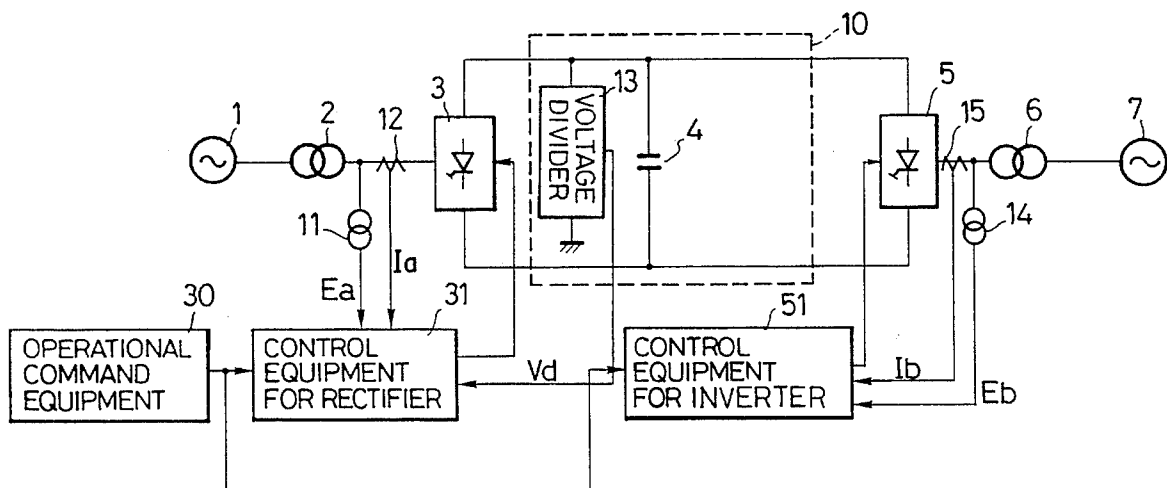 10
13
3
VOLTAGE
DIVIDER
5
1
2
12
4
15
6
7
11
14
Ia
Ea
30
31
51
OPERATIONAL
COMMAND
EQUIPMENT
CONTROL
EQUIPMENT
FOR RECTIFIER
Vd
CONTROL
EQUIPMENT
FOR INVERTER
Ib
Eb